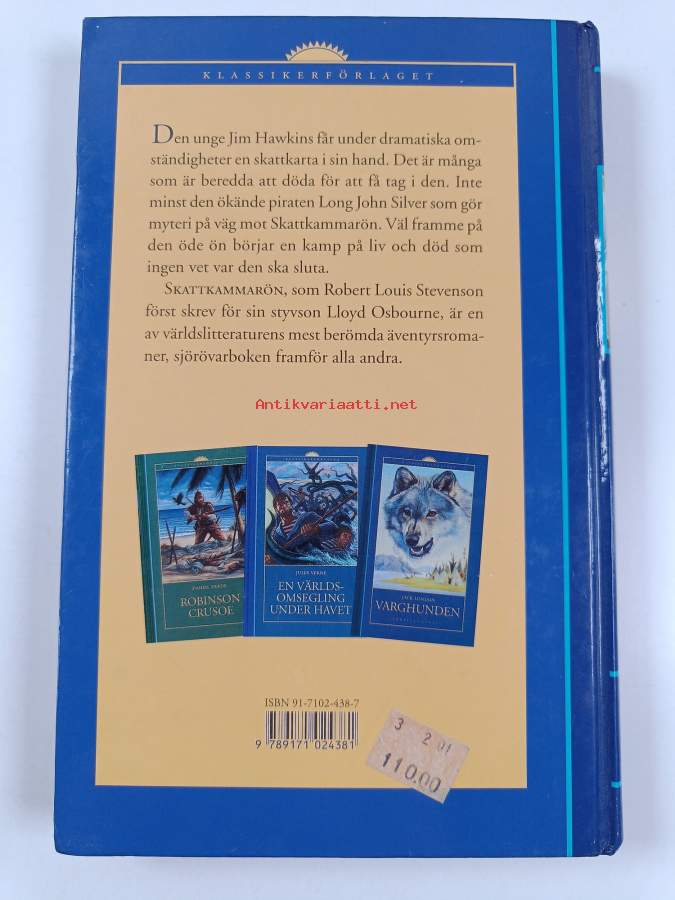 KLASSIKERFÖRLAGET
Den unge Jim Hawkins får under dramatiska om-
ständigheter en skattkarta i sin hand. Det är många
som är beredda att döda för att få tag i den. Inte
minst den ökände piraten Long John Silver som gör
myteri på väg mot Skattkammarön. Väl framme på
den öde ön börjar en kamp på liv och död som
ingen vet var den ska sluta.
SKATTKAMMARÖN, som Robert Louis Stevenson
först skrev för sin styvson Lloyd Osbourne, är en
av världslitteraturens mest berömda äventyrsroma-
ner, sjörövarboken framför alla andra.
Antikvariaatti.net
DANIEL DEFOE
ROBINSON
CRUSOE
JULES VERNE
EN VÄRLDS-
OMSEGLING
UNDER HAVET
JACK LONDON
VARGHUNDEN
ISBN 91-7102-438-7
9 789171 024381
3 2 01
110.00